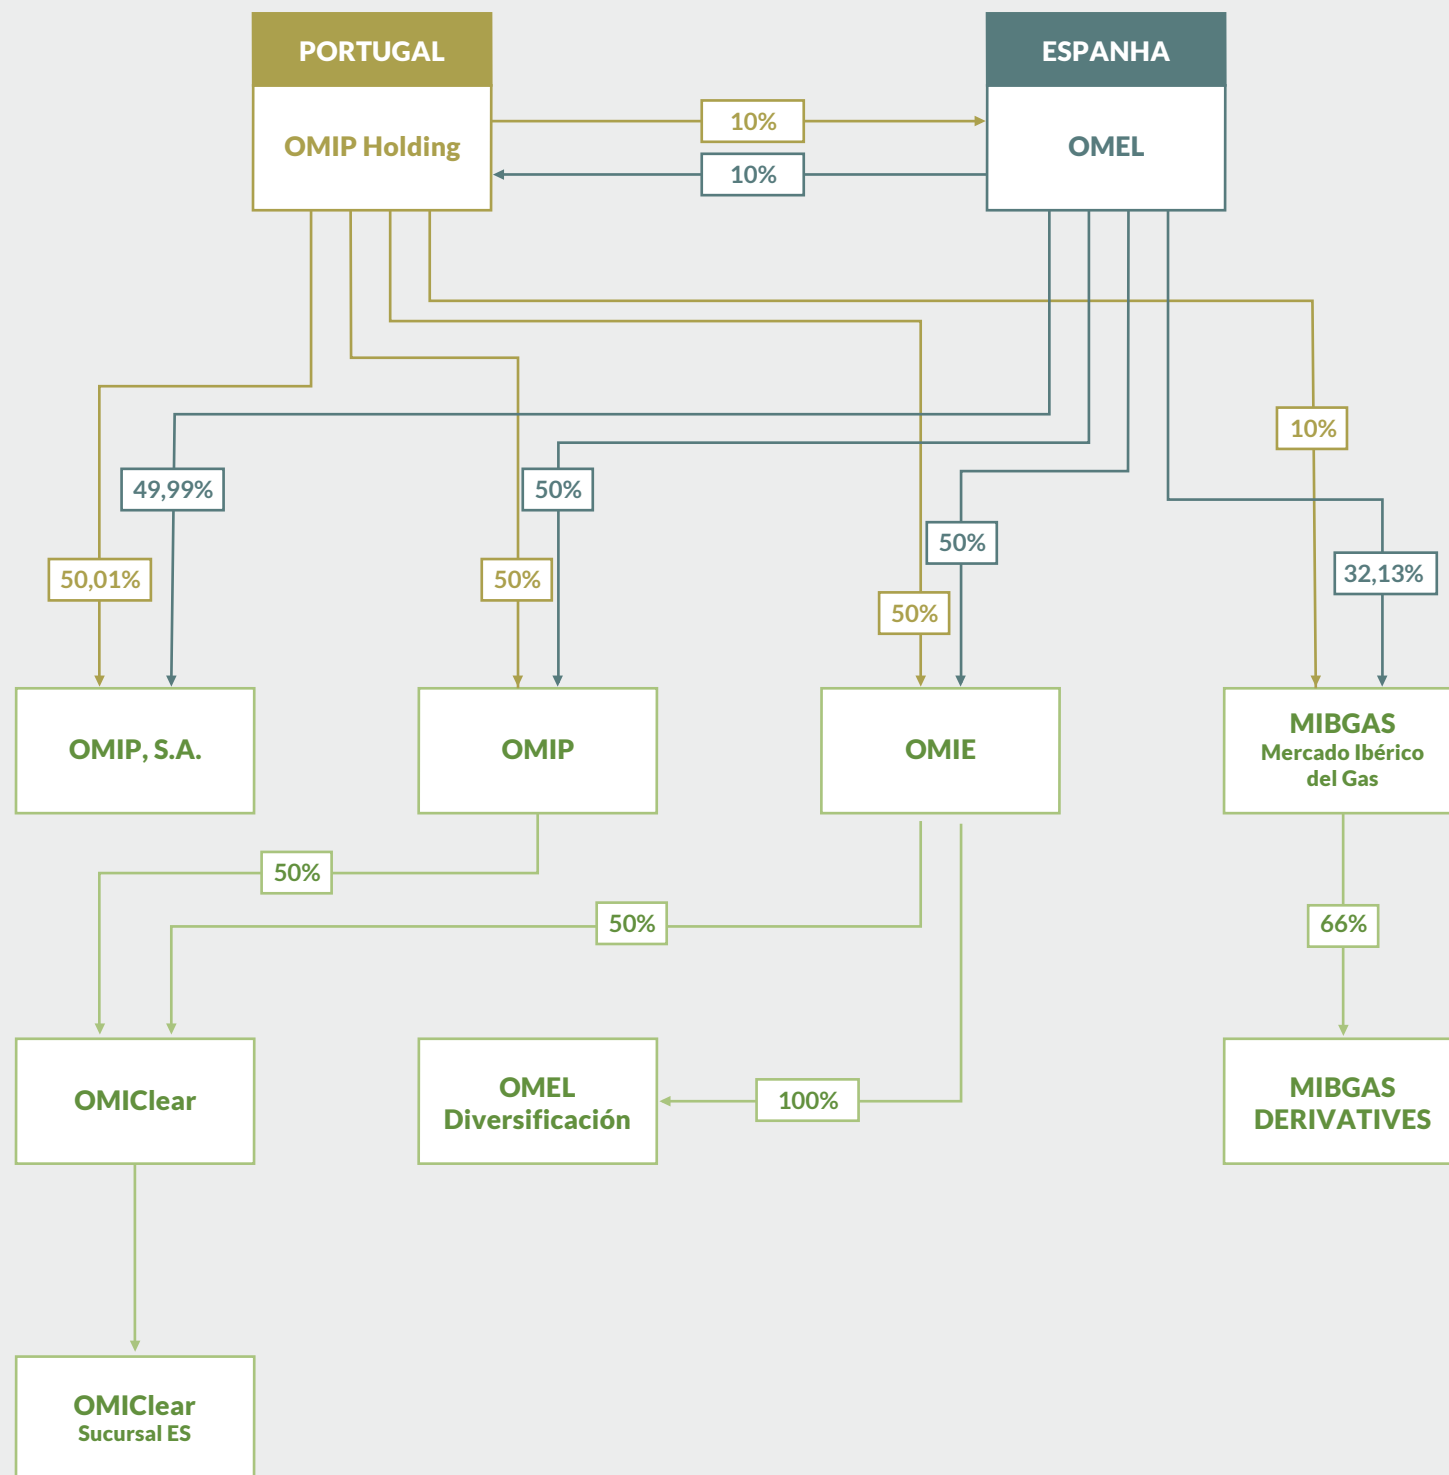 PORTUGAL
ESPANHA
OMIP Holding
10%
OMEL
10%
10%
49,99%
50%
50%
32,13%
50,01%
50%
50%
OMIP, S.A.
OMIP
OMIE
MIBGAS
Mercado Ibérico
del Gas
50%
50%
66%
OMIClear
OMEL
Diversificación
100%
MIBGAS
DERIVATIVES
OMIClear
Sucursal ES